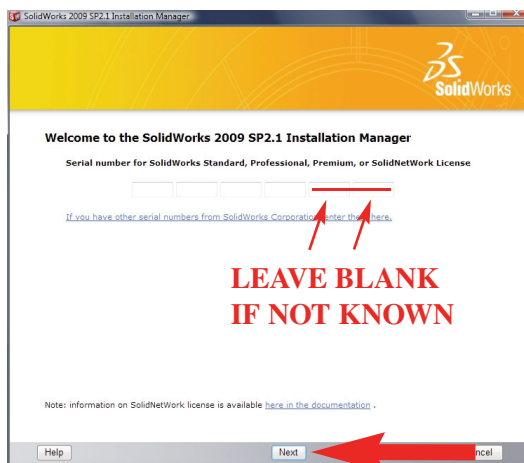 SolidWorks 2009 SP2.1 Installation Manager
SolidWorks
Welcome to the SolidWorks 2009 SP2.1 Installation Manager
Serial number for SolidWorks Standard, Professional, Premium, or SolidNetWork License
If you have other serial numbers from SolidWorks Corporation enter them here.
LEAVE BLANK
IF NOT KNOWN
Note: information on SolidNetWork license is available here in the documentation .
Help
Next
ncel